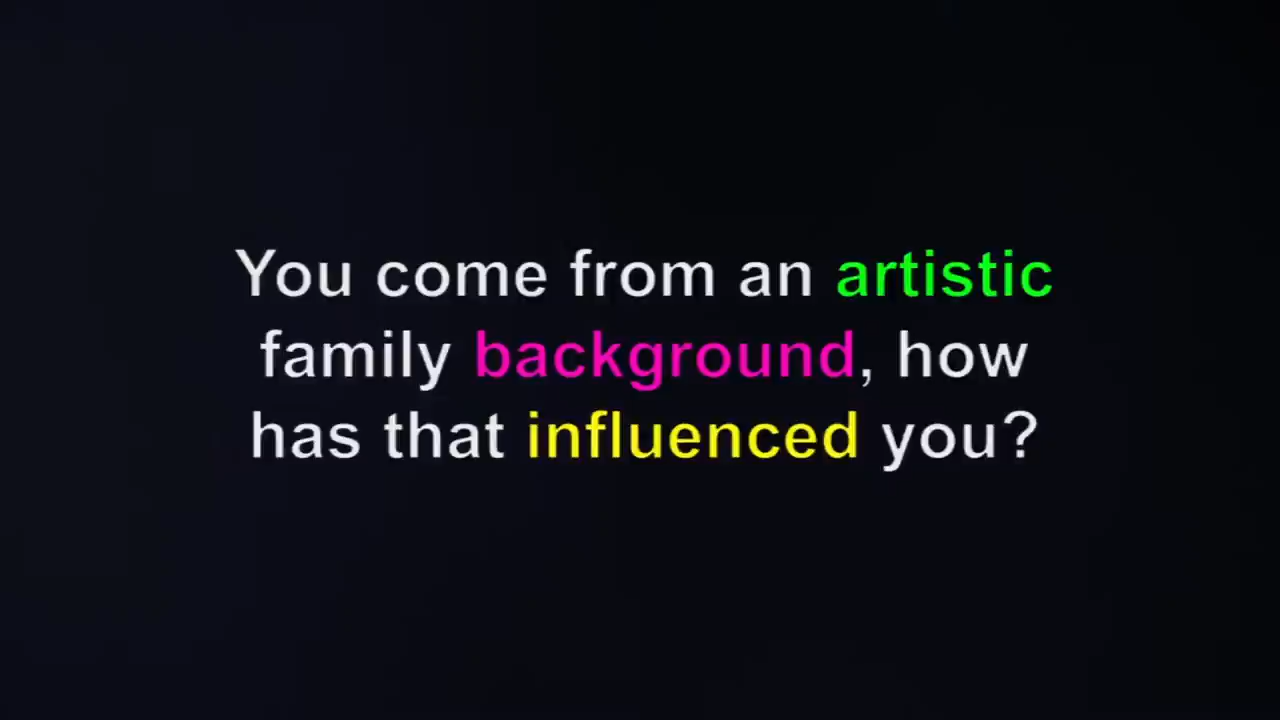 You come from an artistic
family background, how
has that influenced you?